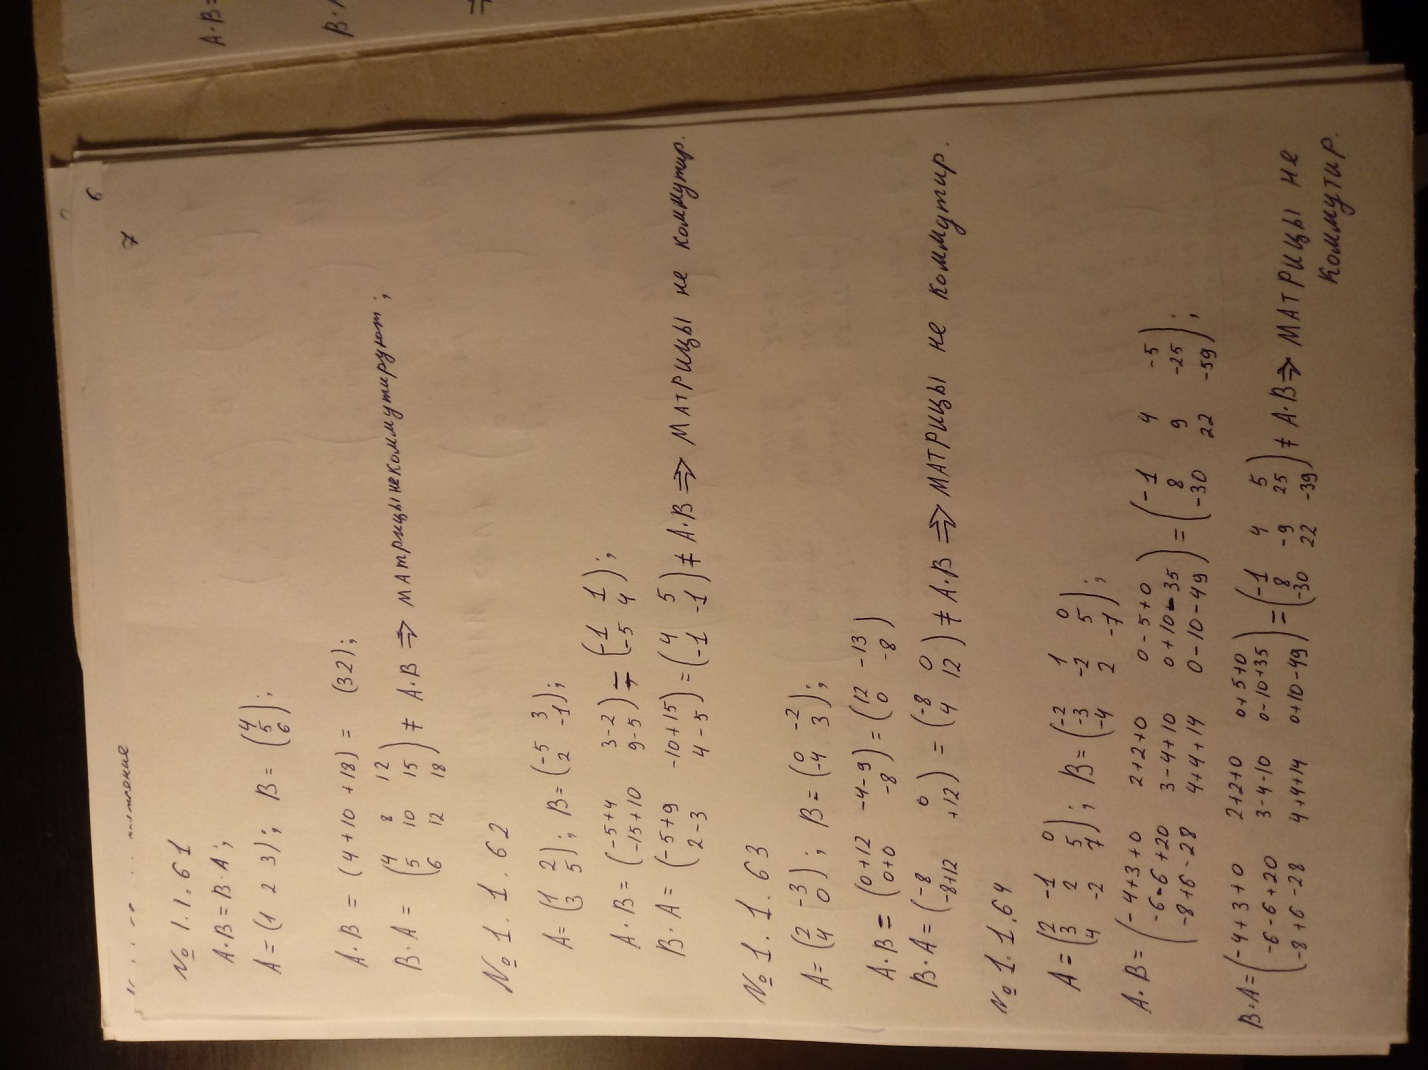 А·В=
В·
6
7
№ 1.1.61
А·В=В·А;
А=(1 2 3); В=(4
5
6);
А·В = (4+10+18) = (32);
В·А = (4 8 12
5 10 15
6 12 18) ≠ А·В ⇒ матрицы не коммутируют;
№ 1.1.62
А=(1 2
3 5); В=(-5 3
2 -1);
А·В=(-5+4 3-2
-15+10 9-5)=(-1 1
-5 4);
В·А=(-5+9 -10+15
2-3 4-5)=(4 5
-1 -1)≠А·В⇒ матрицы не коммутир.
№ 1.1.63
А=(2 -3
4 0); В=(0 -2
-4 3);
А·В=(0+12 -4-9
0+0 -8)=(12 -13
0 -8)
В·А=(-8 0
-8+12 +12)=(-8 0
4 12)≠А·В⇒ матрицы не коммутир.
№ 1.1.64
А=(2 -1 0
3 2 5
4 -2 7); В=(-2 1 0
-3 -2 5
-4 2 -7);
А·В=(-4+3+0 2+2+0 0-5+0
-6-6+20 3-4+10 0+10-35
-8+6-28 4+4+14 0-10-49)=(-1 4 -5
8 9 -25
-30 22 -59);
В·А=(-4+3+0 2+2+0 0+5+0
-6-6+20 3-4-10 0-10+35
-8+6-28 4+4+14 0+10-49)=(-1 4 5
8 -9 25
-30 22 -39)≠А·В⇒ матрицы не
коммутир.